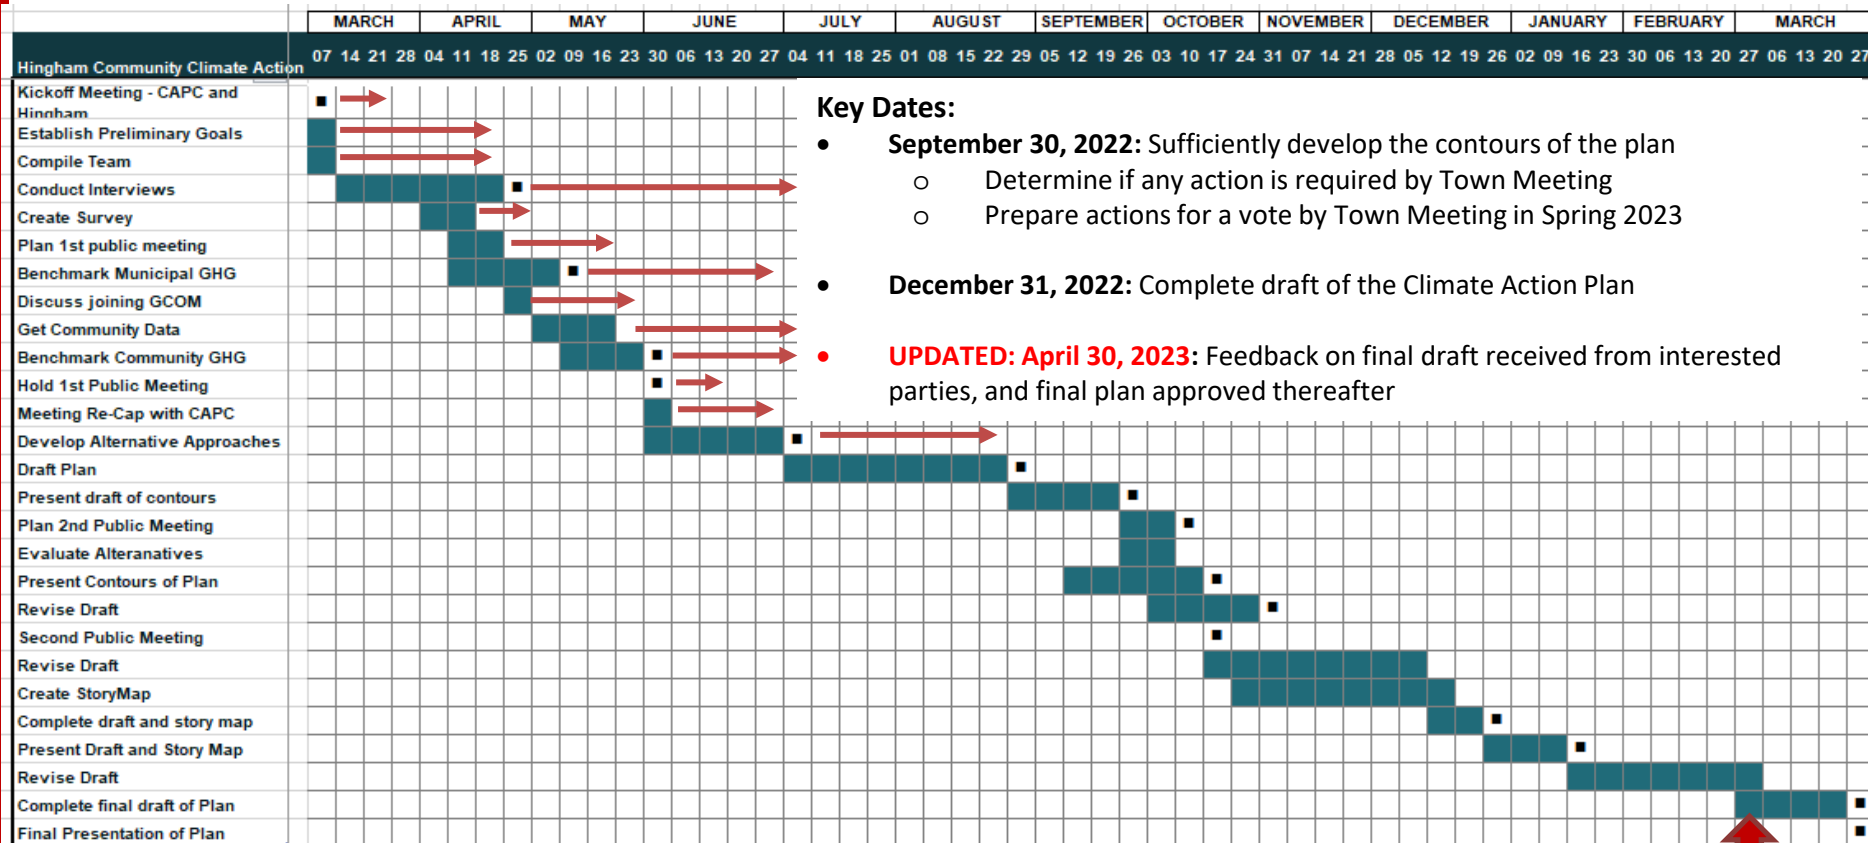 MARCH APRIL MAY JUNE JULY AUGUST SEPTEMBER OCTOBER NOVEMBER DECEMBER JANUARY FEBRUARY MARCH
Hingham Community Climate Action 07 14 21 28 04 11 18 25 02 09 16 23 30 06 13 20 27 04 11 18 25 01 08 15 22 29 05 12 19 26 03 10 17 24 31 07 14 21 28 05 12 19 26 02 09 16 23 30 06 13 20 27 06 13 20 27
Kickoff Meeting - CAPC and
Hingham
Establish Preliminary Goals
Compile Team
Conduct Interviews
Create Survey
Plan 1st public meeting
Benchmark Municipal GHG
Discuss joining GCOM
Get Community Data
Benchmark Community GHG
Hold 1st Public Meeting
Meeting Re-Cap with CAPC
Develop Alternative Approaches
Draft Plan
Present draft of contours
Plan 2nd Public Meeting
Evaluate Alteranatives
Present Contours of Plan
Revise Draft
Second Public Meeting
Revise Draft
Create StoryMap
Complete draft and story map
Present Draft and Story Map
Revise Draft
Complete final draft of Plan
Final Presentation of Plan
Key Dates:
• September 30, 2022: Sufficiently develop the contours of the plan
o Determine if any action is required by Town Meeting
o Prepare actions for a vote by Town Meeting in Spring 2023
• December 31, 2022: Complete draft of the Climate Action Plan
• UPDATED: April 30, 2023: Feedback on final draft received from interested
parties, and final plan approved thereafter